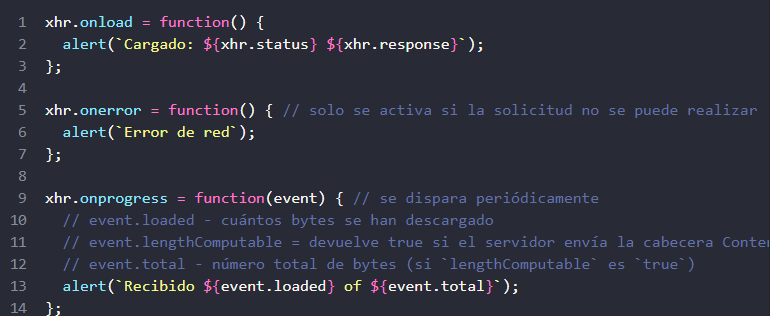 1 xhr.onload = function() {
2   alert(`Cargado: ${xhr.status} ${xhr.response}`);
3 };
4
5 xhr.onerror = function() { // solo se activa si la solicitud no se puede realizar
6   alert(`Error de red`);
7 };
8
9 xhr.onprogress = function(event) { // se dispara periódicamente
10   // event.loaded - cuántos bytes se han descargado
11   // event.lengthComputable = devuelve true si el servidor envía la cabecera Conte
12   // event.total - número total de bytes (si `lengthComputable` es `true`)
13   alert(`Recibido ${event.loaded} of ${event.total}`);
14 };